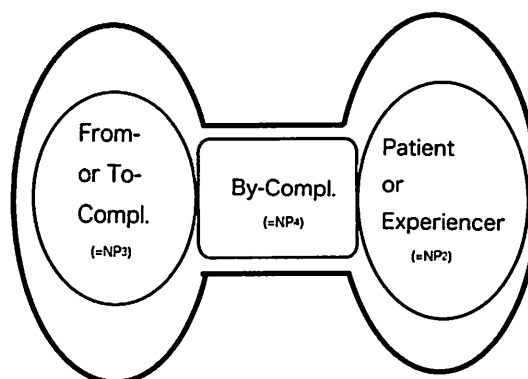 From-
or To-
Compl.
(=NP3)
By-Compl.
(=NP4)
Patient
or
Experiencer
(=NP2)